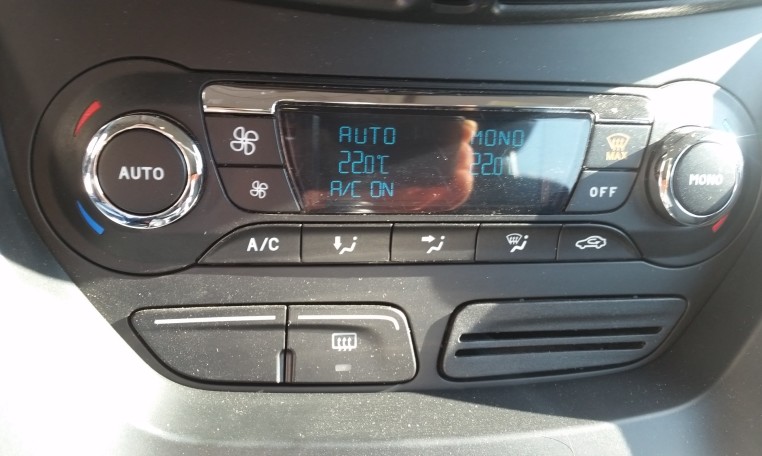 AUTO MONO
22.0°C 22.0°
A/C ON
AUTO
MAX
OFF
MONO
A/C